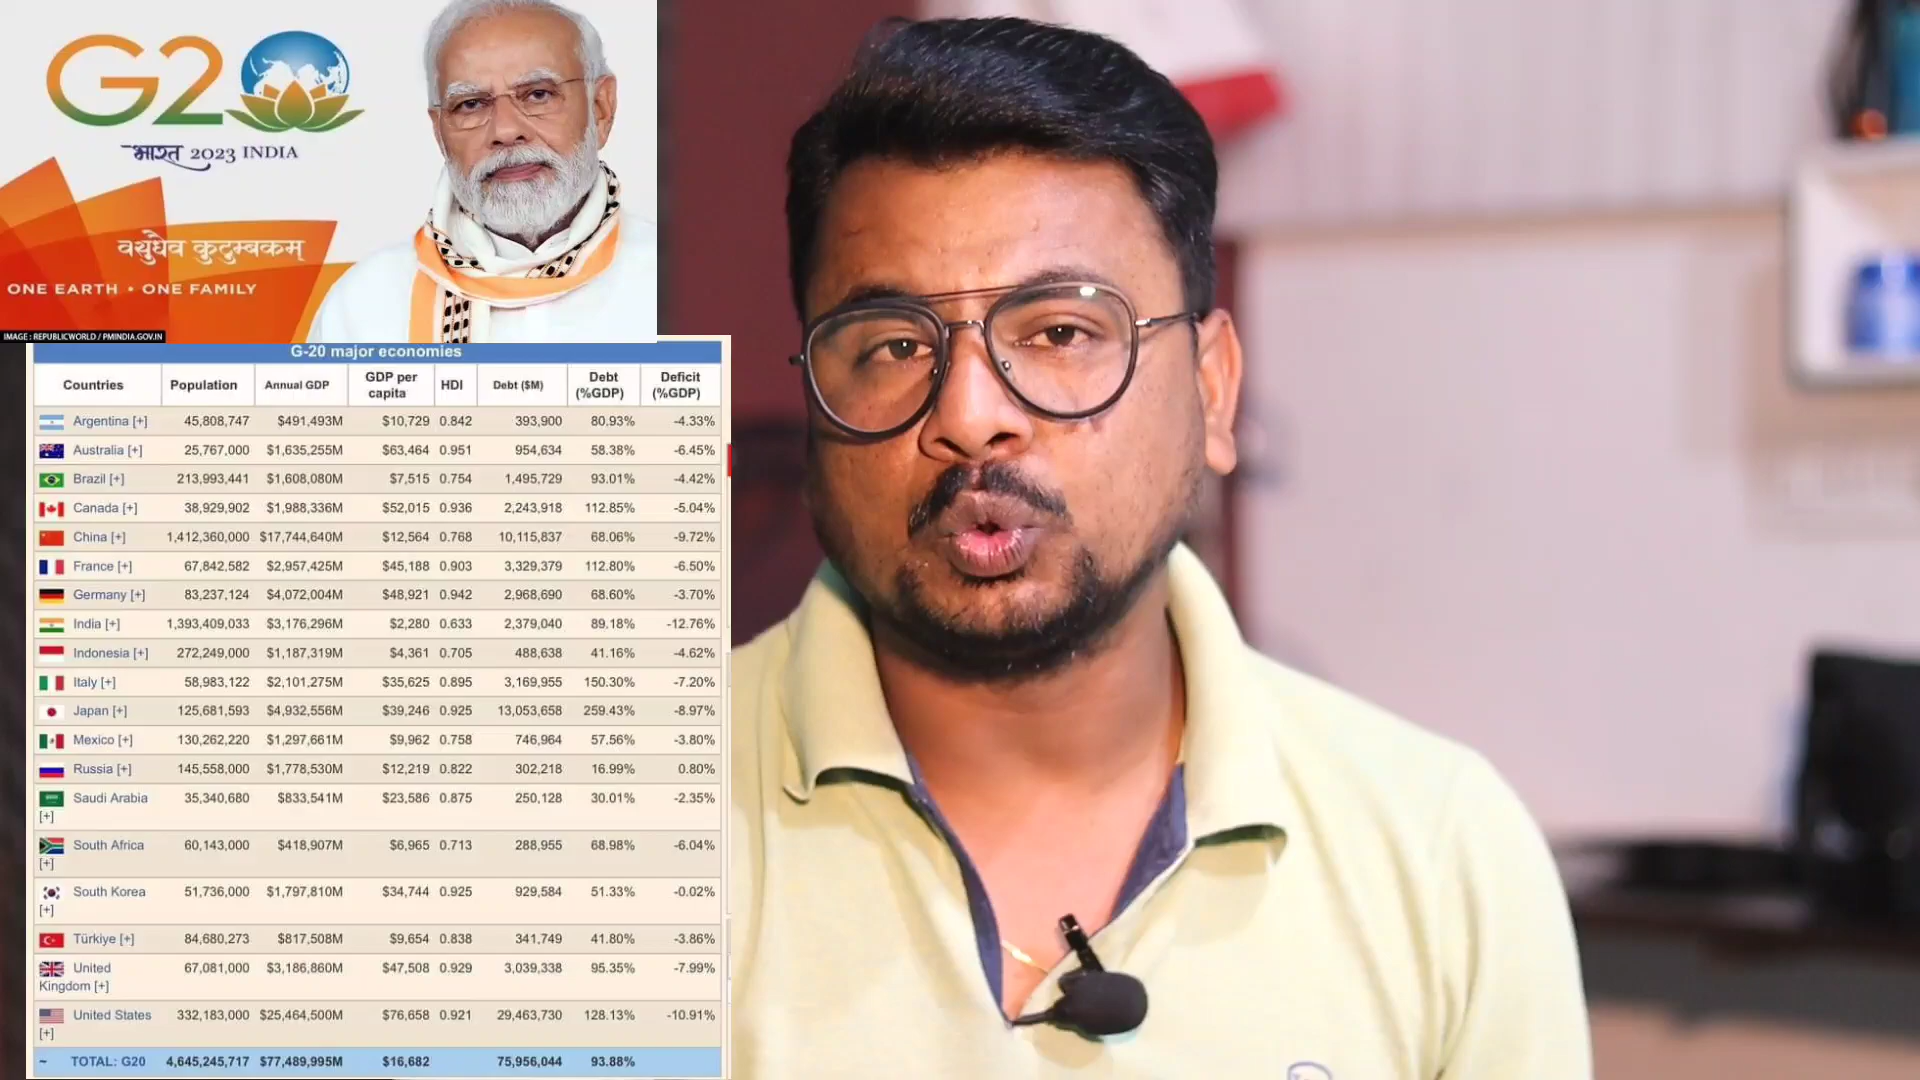 G20
भारत 2023 INDIA
वसुधैव कुटुम्बकम्
ONE EARTH • ONE FAMILY
IMAGE : REPUBLICWORLD / PMINDIA.GOV.IN
G-20 major economies
Countries Population Annual GDP GDP per capita HDI Debt ($M) Debt (%GDP) Deficit (%GDP)
Argentina [+] 45,808,747 $491,493M $10,729 0.842 393,900 80.93% -4.33%
Australia [+] 25,767,000 $1,635,255M $63,464 0.951 954,634 58.38% -6.45%
Brazil [+] 213,993,441 $1,608,080M $7,515 0.754 1,495,729 93.01% -4.42%
Canada [+] 38,929,902 $1,988,336M $52,015 0.936 2,243,918 112.85% -5.04%
China [+] 1,412,360,000 $17,744,640M $12,564 0.768 10,115,837 68.06% -9.72%
France [+] 67,842,582 $2,957,425M $45,188 0.903 3,329,379 112.80% -6.50%
Germany [+] 83,237,124 $4,072,004M $48,921 0.942 2,968,690 68.60% -3.70%
India [+] 1,393,409,033 $3,176,296M $2,280 0.633 2,379,040 89.18% -12.76%
Indonesia [+] 272,249,000 $1,187,319M $4,361 0.705 488,638 41.16% -4.62%
Italy [+] 58,983,122 $2,101,275M $35,625 0.895 3,169,955 150.30% -7.20%
Japan [+] 125,681,593 $4,932,556M $39,246 0.925 13,053,658 259.43% -8.97%
Mexico [+] 130,262,220 $1,297,661M $9,962 0.758 746,964 57.56% -3.80%
Russia [+] 145,558,000 $1,778,530M $12,219 0.822 302,218 16.99% 0.80%
Saudi Arabia [+] 35,340,680 $833,541M $23,586 0.875 250,128 30.01% -2.35%
South Africa [+] 60,143,000 $418,907M $6,965 0.713 288,955 68.98% -6.04%
South Korea [+] 51,736,000 $1,797,810M $34,744 0.925 929,584 51.33% -0.02%
Türkiye [+] 84,680,273 $817,508M $9,654 0.838 341,749 41.80% -3.86%
United Kingdom [+] 67,081,000 $3,186,860M $47,508 0.929 3,039,338 95.35% -7.99%
United States [+] 332,183,000 $25,464,500M $76,658 0.921 29,463,730 128.13% -10.91%
~ TOTAL: G20 4,645,245,717 $77,489,995M $16,682 75,956,044 93.88%